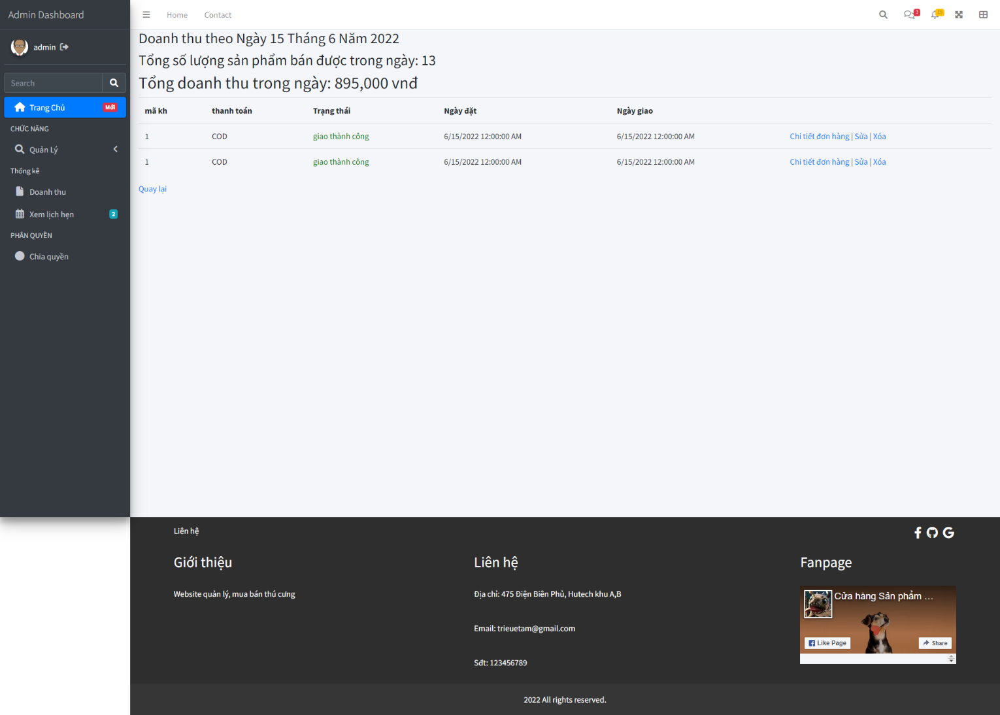 Admin Dashboard
Home
Contact
3
15
admin
Search
Trang Chủ
Mới
CHỨC NĂNG
Quản Lý
Thống kê
Doanh thu
Xem lịch hẹn
2
PHÂN QUYỀN
Chia quyền
Doanh thu theo Ngày 15 Tháng 6 Năm 2022
Tổng số lượng sản phẩm bán được trong ngày: 13
Tổng doanh thu trong ngày: 895,000 vnđ
mã kh thanh toán Trạng thái Ngày đặt Ngày giao
1 COD giao thành công 6/15/2022 12:00:00 AM 6/15/2022 12:00:00 AM Chi tiết đơn hàng | Sửa | Xóa
1 COD giao thành công 6/15/2022 12:00:00 AM 6/15/2022 12:00:00 AM Chi tiết đơn hàng | Sửa | Xóa
Quay lại
Liên hệ
Giới thiệu
Website quản lý, mua bán thú cưng
Liên hệ
Địa chỉ: 475 Điện Biên Phủ, Hutech khu A,B
Email: trieuetam@gmail.com
Sđt: 123456789
Fanpage
Cửa hàng Sản phẩm ...
Like Page
Share
2022 All rights reserved.